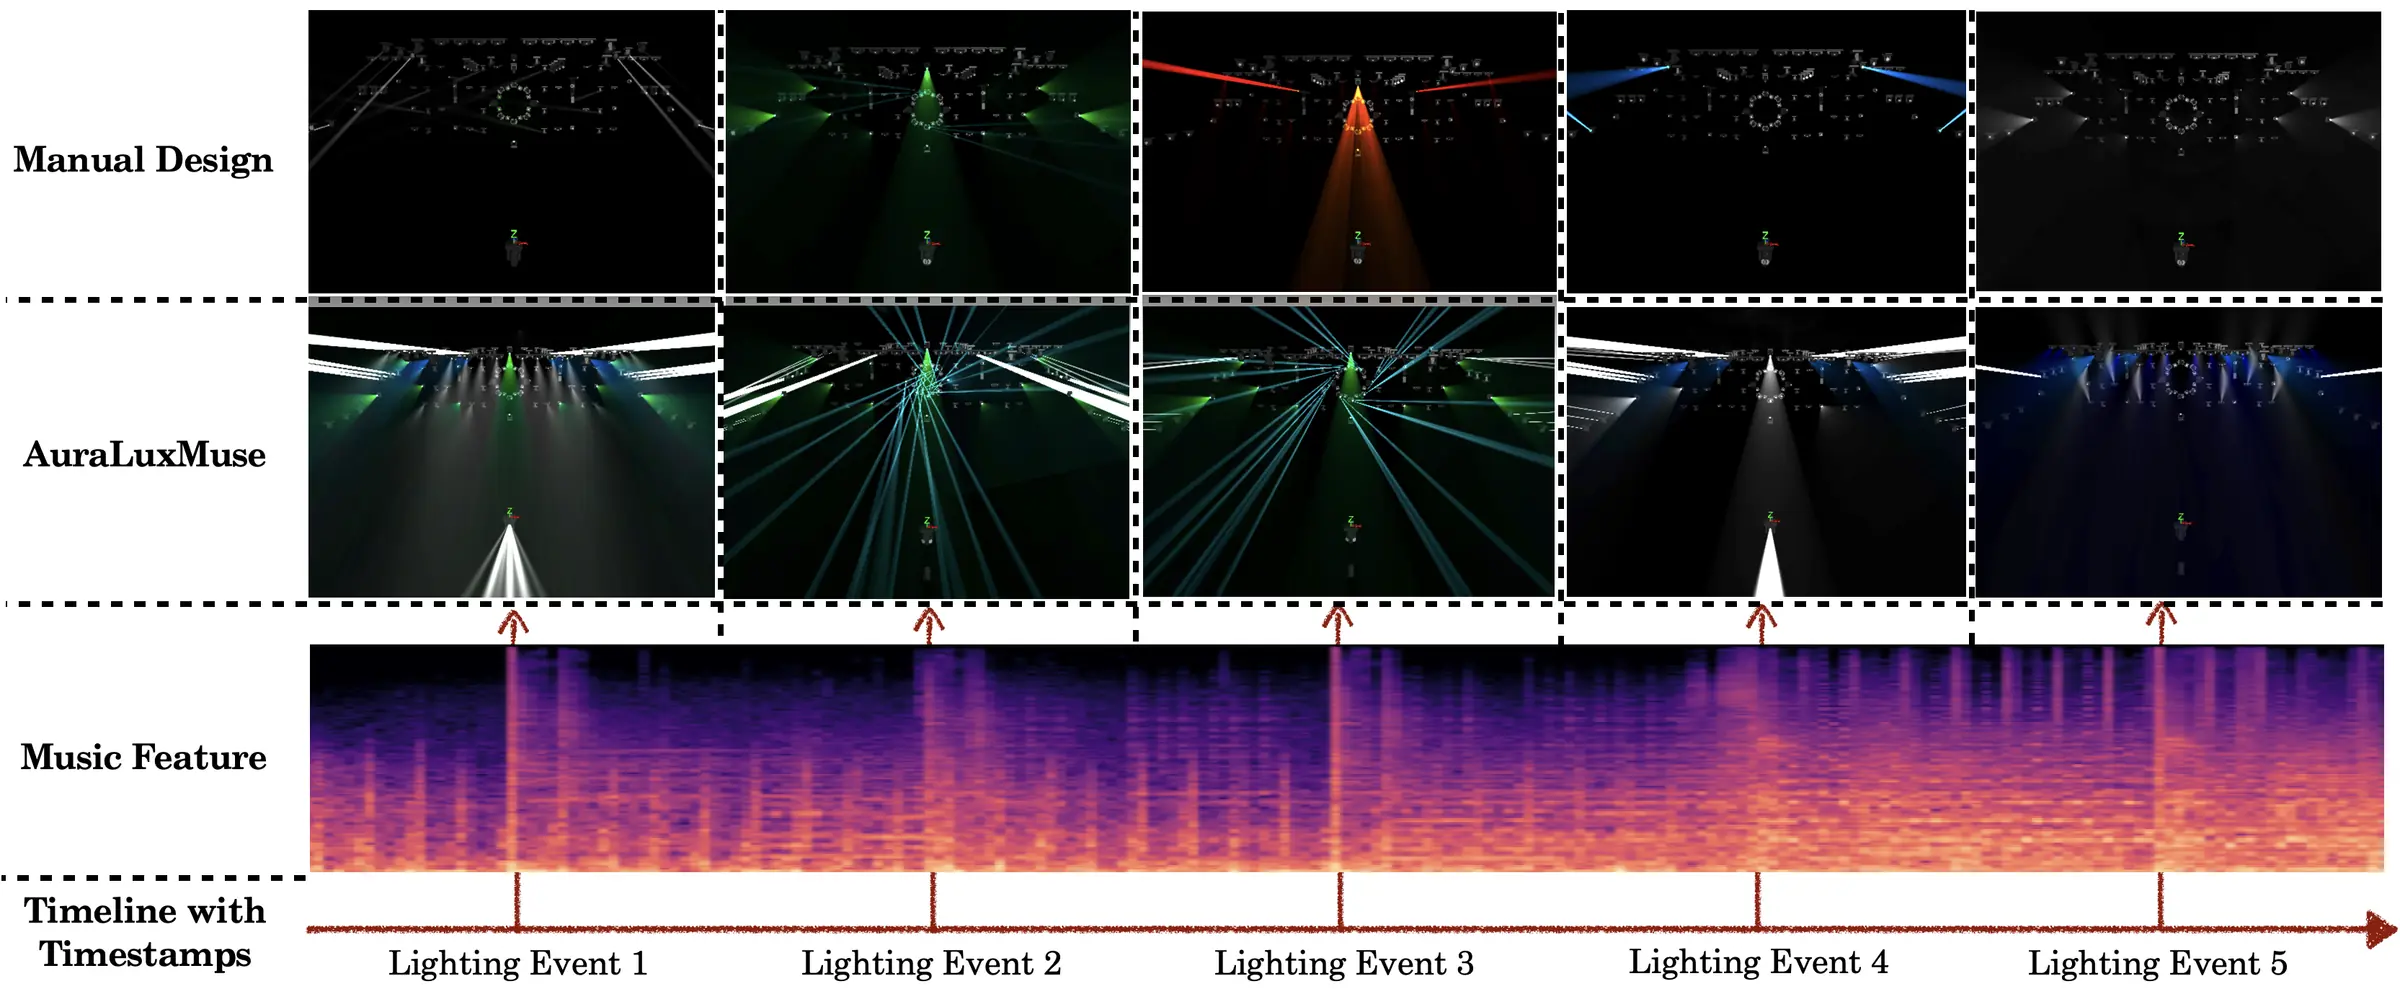 Manual Design
Z
Z
Z
Z
Z
AuraLuxMuse
Z
Z
Z
Z
Z
Music Feature
Timeline with
Timestamps
Lighting Event 1
Lighting Event 2
Lighting Event 3
Lighting Event 4
Lighting Event 5